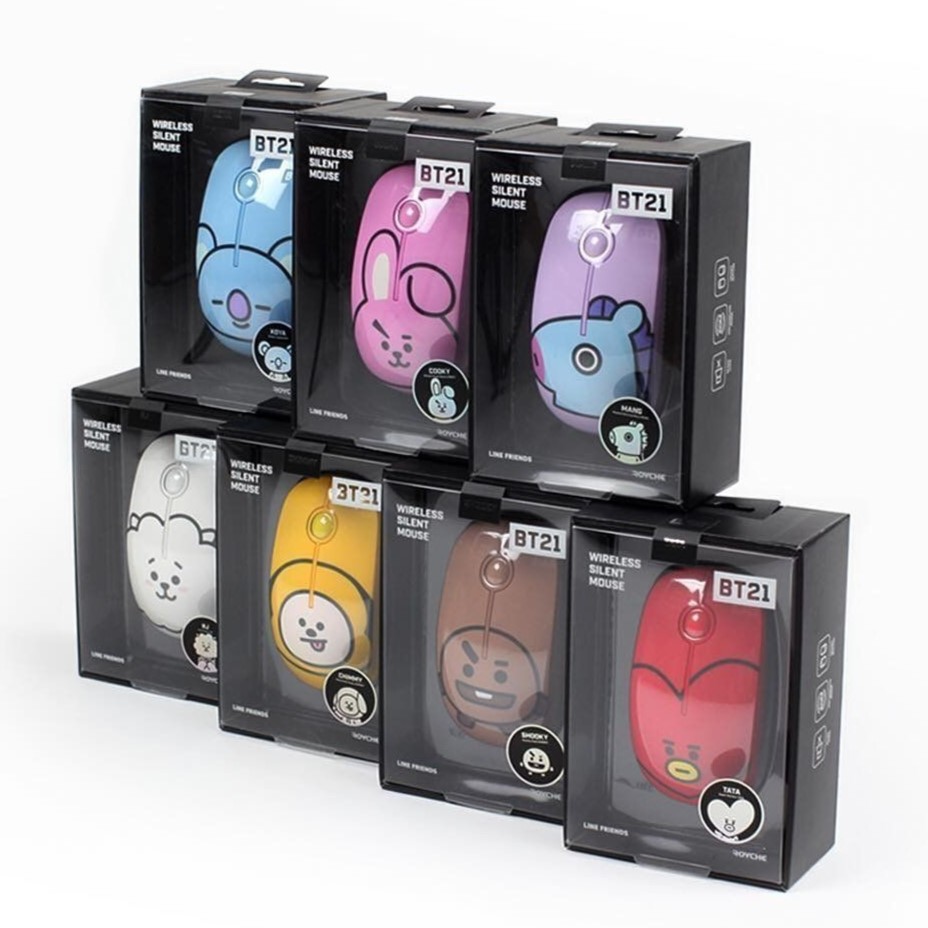 WIRELESS
SILENT
MOUSE
BT21
KOYA
LINE FRIENDS
WIRELESS
SILENT
MOUSE
BT21
COOKY
LINE FRIENDS
ROYCHE
WIRELESS
SILENT
MOUSE
BT21
MANG
LINE FRIENDS
ROYCHE
WIRELESS
SILENT
MOUSE
BT21
RJ
LINE FRIENDS
WIRELESS
SILENT
MOUSE
BT21
CHIMMY
LINE FRIENDS
ROYCHE
WIRELESS
SILENT
MOUSE
BT21
SHOOKY
LINE FRIENDS
ROYCHE
WIRELESS
SILENT
MOUSE
BT21
TATA
LINE FRIENDS
ROYCHE